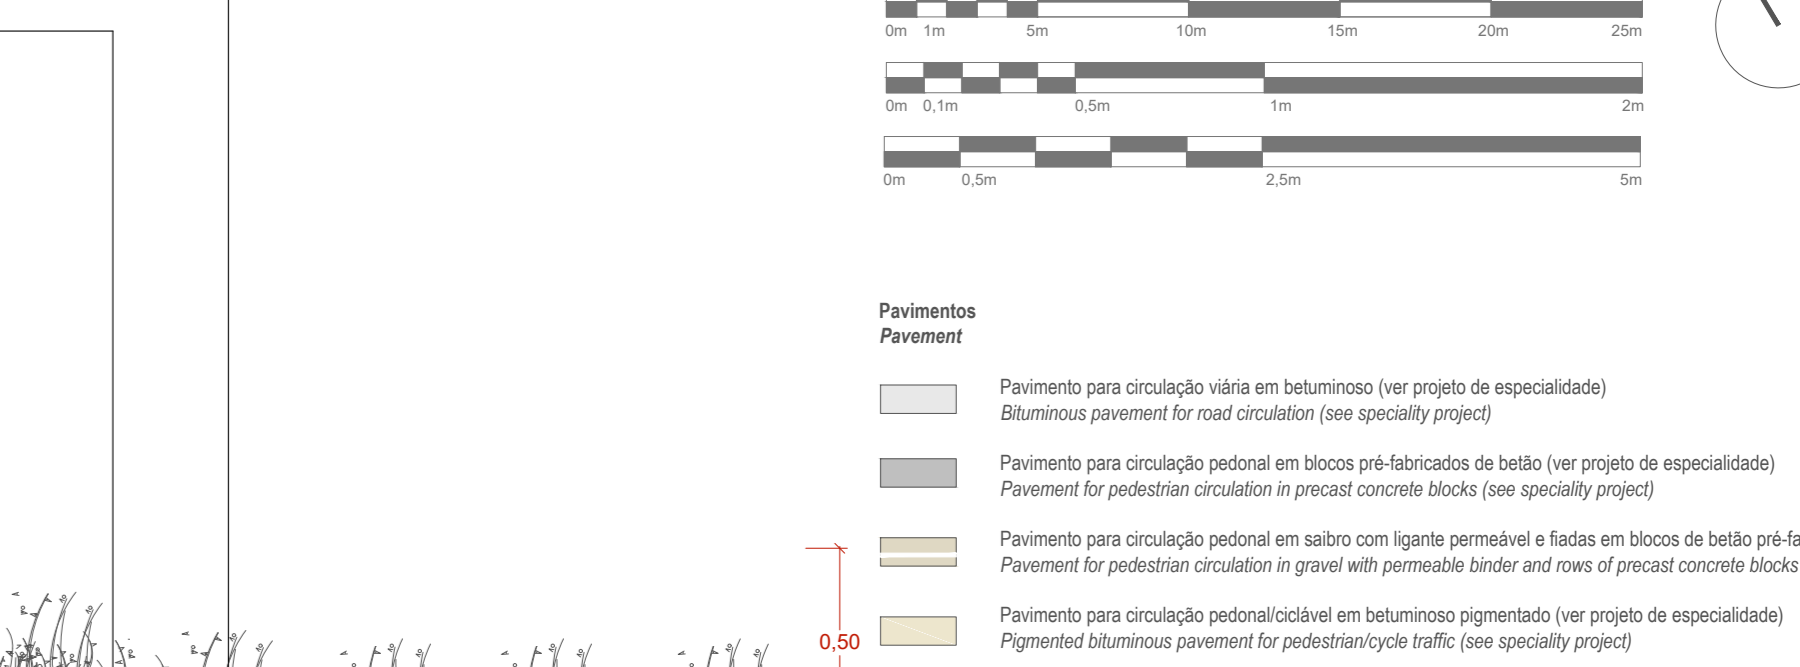 0m 1m 5m 10m 15m 20m 25m
0m 0,1m 0,5m 1m 2m
0m 0,5m 2,5m 5m
Pavimentos
Pavement
Pavimento para circulação viária em betuminoso (ver projeto de especialidade)
Bituminous pavement for road circulation (see speciality project)
Pavimento para circulação pedonal em blocos pré-fabricados de betão (ver projeto de especialidade)
Pavement for pedestrian circulation in precast concrete blocks (see speciality project)
Pavimento para circulação pedonal em saibro com ligante permeável e fiadas em blocos de betão pré-fa
Pavement for pedestrian circulation in gravel with permeable binder and rows of precast concrete blocks
Pavimento para circulação pedonal/ciclável em betuminoso pigmentado (ver projeto de especialidade)
Pigmented bituminous pavement for pedestrian/cycle traffic (see speciality project)
0,50